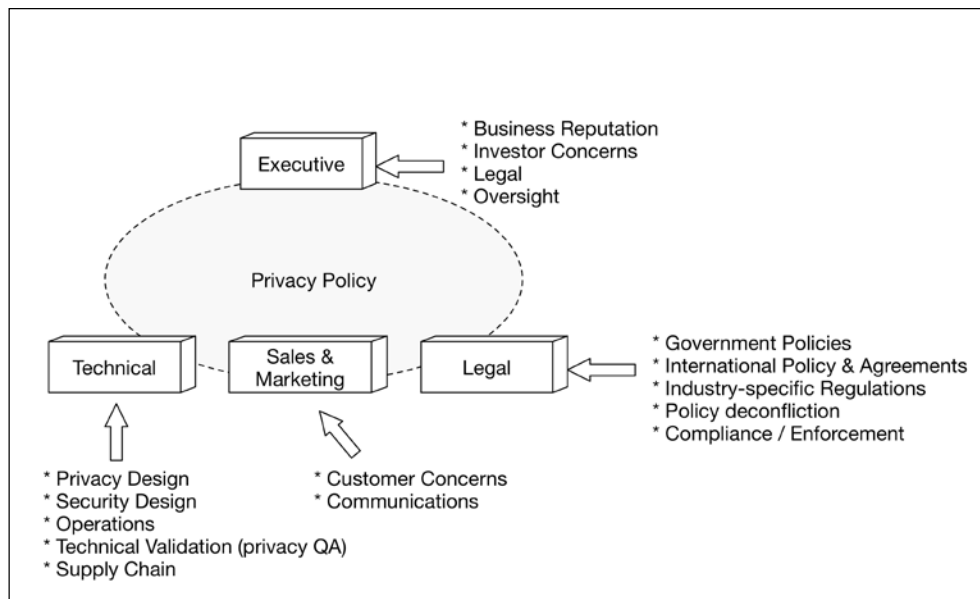 Executive
* Business Reputation
* Investor Concerns
* Legal
* Oversight
Privacy Policy
Technical
Sales &
Marketing
Legal
* Government Policies
* International Policy & Agreements
* Industry-specific Regulations
* Policy deconfliction
* Compliance / Enforcement
* Privacy Design
* Security Design
* Operations
* Technical Validation (privacy QA)
* Supply Chain
* Customer Concerns
* Communications